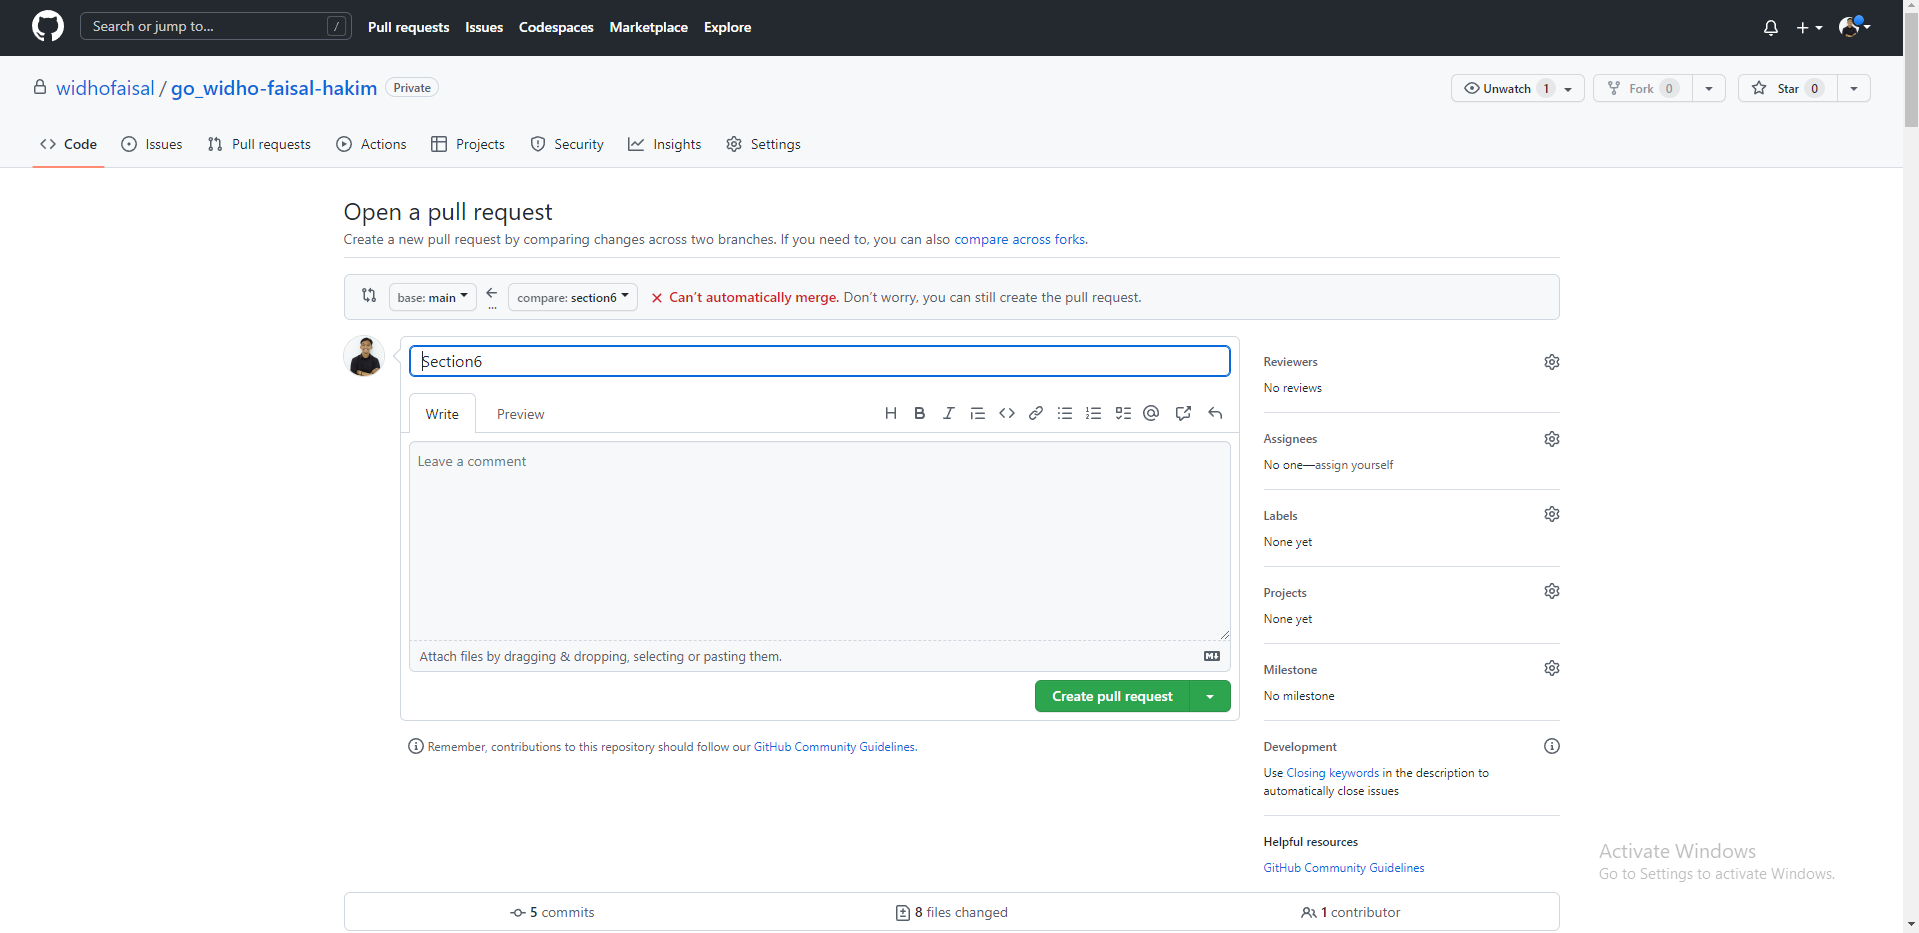 Search or jump to... /
Pull requests Issues Codespaces Marketplace Explore
widhofaisal / go_widho-faisal-hakim Private
Unwatch 1 Fork 0 Star 0
Code Issues Pull requests Actions Projects Security Insights Settings
Open a pull request
Create a new pull request by comparing changes across two branches. If you need to, you can also compare across forks.
base: main ... compare: section6 Can’t automatically merge. Don’t worry, you can still create the pull request.
Section6
Write Preview
Leave a comment
Attach files by dragging & dropping, selecting or pasting them.
Create pull request
Remember, contributions to this repository should follow our GitHub Community Guidelines.
Reviewers
No reviews
Assignees
No one—assign yourself
Labels
None yet
Projects
None yet
Milestone
No milestone
Development
Use Closing keywords in the description to
automatically close issues
Helpful resources
GitHub Community Guidelines
Activate Windows
Go to Settings to activate Windows.
5 commits 8 files changed 1 contributor